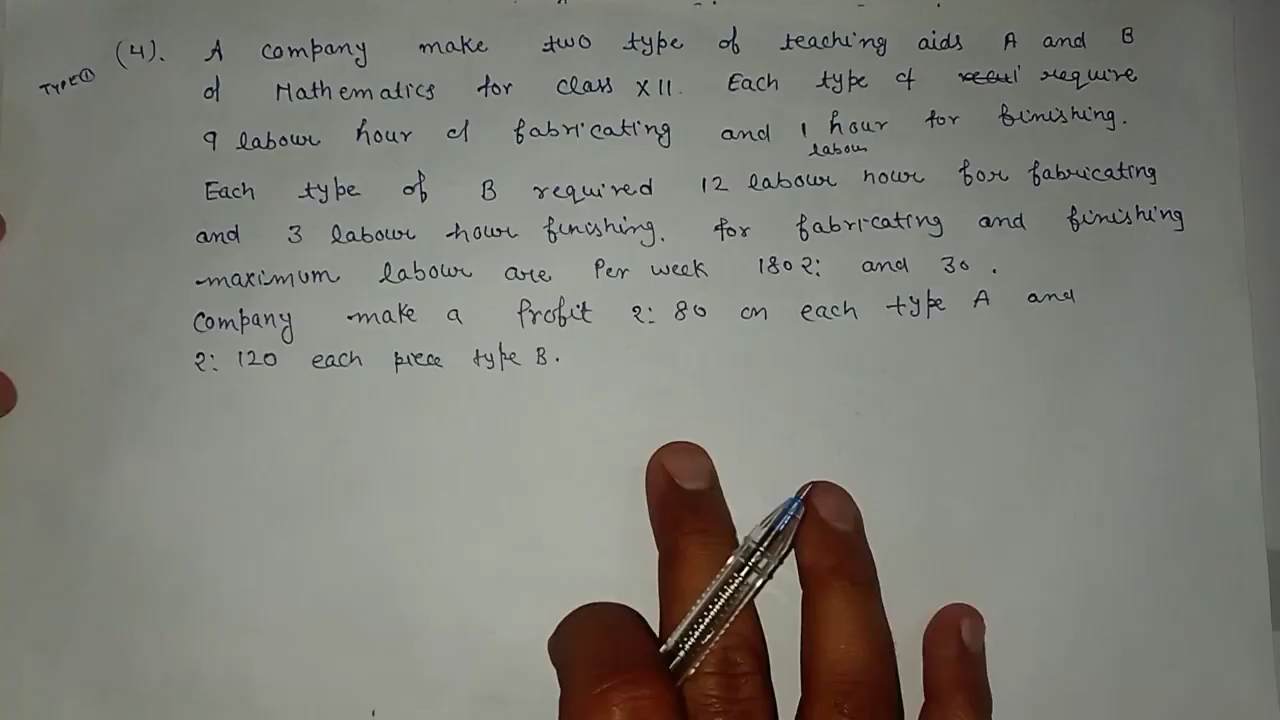 (4). A company make two type of teaching aids A and B
TYPE①
of Mathematics for class XII. Each type of require
9 labour hour of fabricating and 1 hour for finishing.
labour
Each type of B required 12 labour hour for fabricating
and 3 labour hour finishing. for fabricating and finishing
maximum labour are Per week 180 २: and 30 .
company make a Profit २: 80 on each type A and
२: 120 each piece type B.